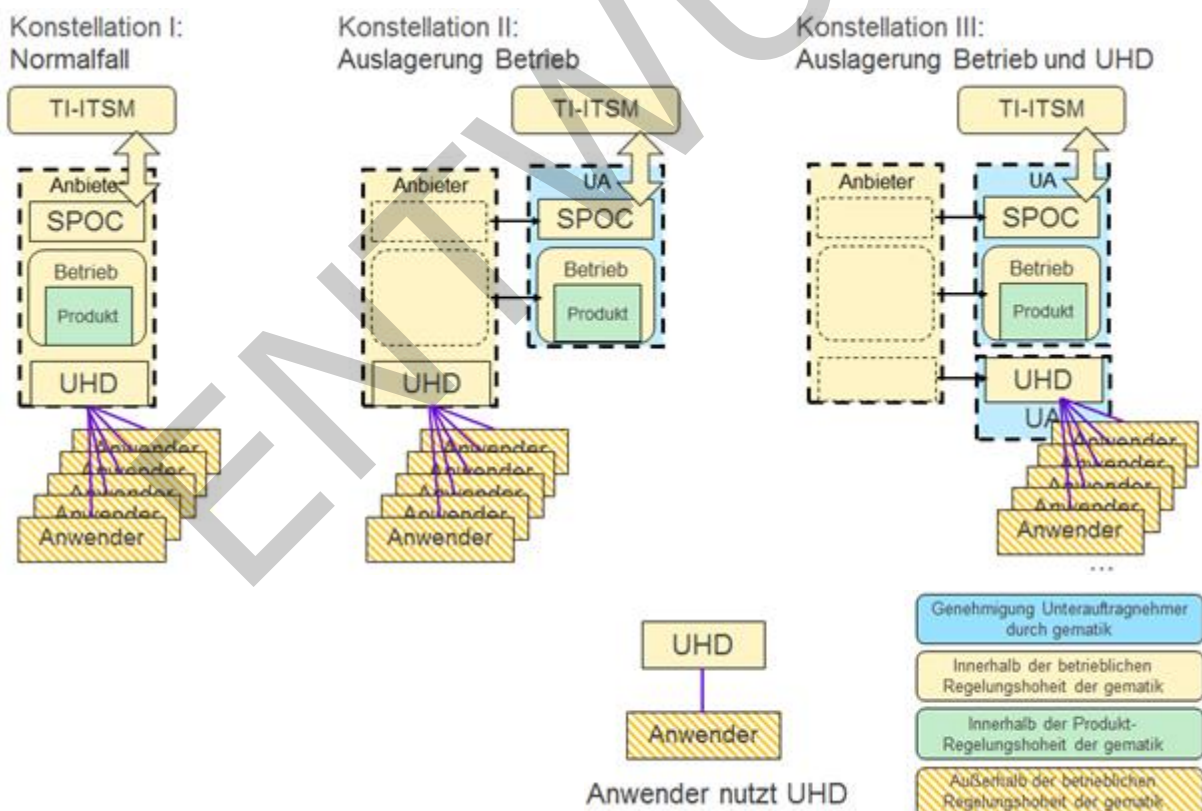 Konstellation I:
Normalfall
TI-ITSM
Anbieter
SPOC
Betrieb
Produkt
UHD
Anwender
Anwender
Anwender
Anwender
Anwender
Konstellation II:
Auslagerung Betrieb
TI-ITSM
Anbieter
UA
SPOC
Betrieb
Produkt
UHD
Anwender
Anwender
Anwender
Anwender
Anwender
Konstellation III:
Auslagerung Betrieb und UHD
TI-ITSM
Anbieter
UA
SPOC
Betrieb
Produkt
UHD
UA
Anwender
Anwender
Anwender
Anwender
Anwender
...
UHD
Anwender
Anwender nutzt UHD
Genehmigung Unterauftragnehmer
durch gematik
Innerhalb der betrieblichen
Regelungshoheit der gematik
Innerhalb der Produkt-
Regelungshoheit der gematik
Außerhalb der betrieblichen
Regelungshoheit der gematik